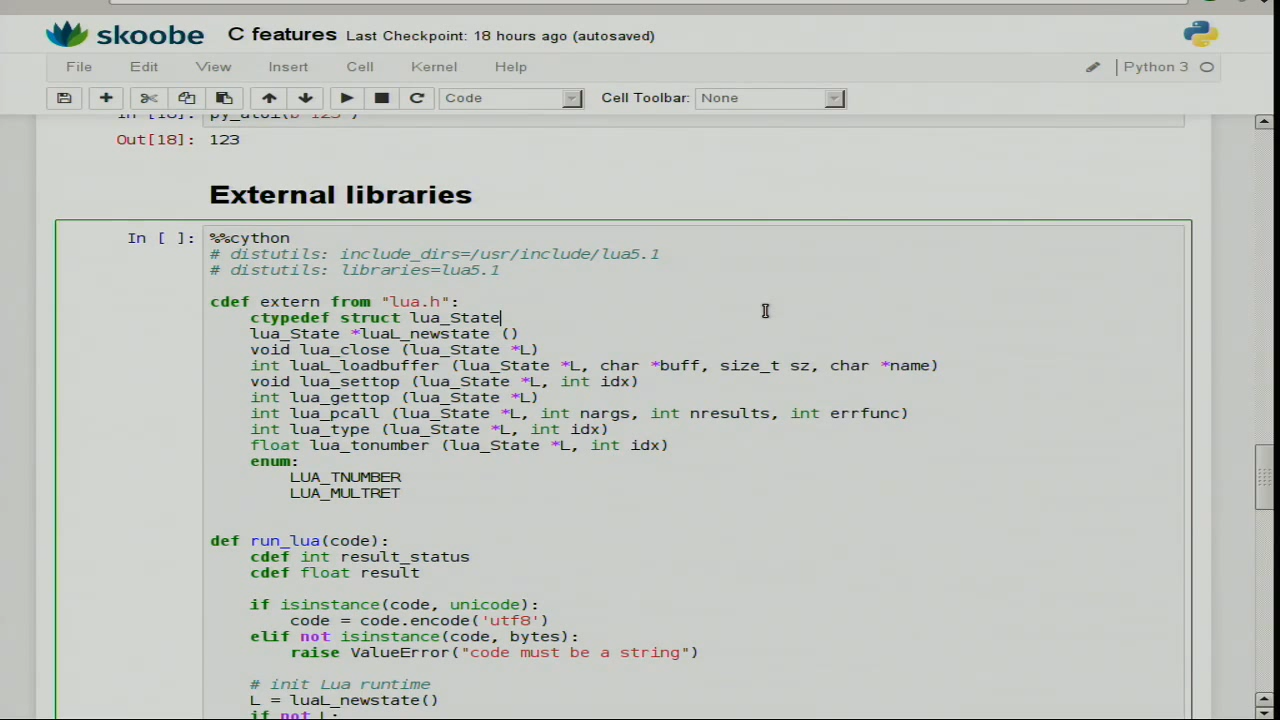 skoobe C features Last Checkpoint: 18 hours ago (autosaved)
File Edit View Insert Cell Kernel Help Python 3
Code Cell Toolbar: None
In [18]: py_atoi(b"123")
Out[18]: 123
External libraries
In [ ]: %%cython
# distutils: include_dirs=/usr/include/lua5.1
# distutils: libraries=lua5.1
cdef extern from "lua.h":
ctypedef struct lua_State
lua_State *luaL_newstate ()
void lua_close (lua_State *L)
int luaL_loadbuffer (lua_State *L, char *buff, size_t sz, char *name)
void lua_settop (lua_State *L, int idx)
int lua_gettop (lua_State *L)
int lua_pcall (lua_State *L, int nargs, int nresults, int errfunc)
int lua_type (lua_State *L, int idx)
float lua_tonumber (lua_State *L, int idx)
enum:
LUA_TNUMBER
LUA_MULTRET
def run_lua(code):
cdef int result_status
cdef float result
if isinstance(code, unicode):
code = code.encode('utf8')
elif not isinstance(code, bytes):
raise ValueError("code must be a string")
# init Lua runtime
L = luaL_newstate()
if not L: